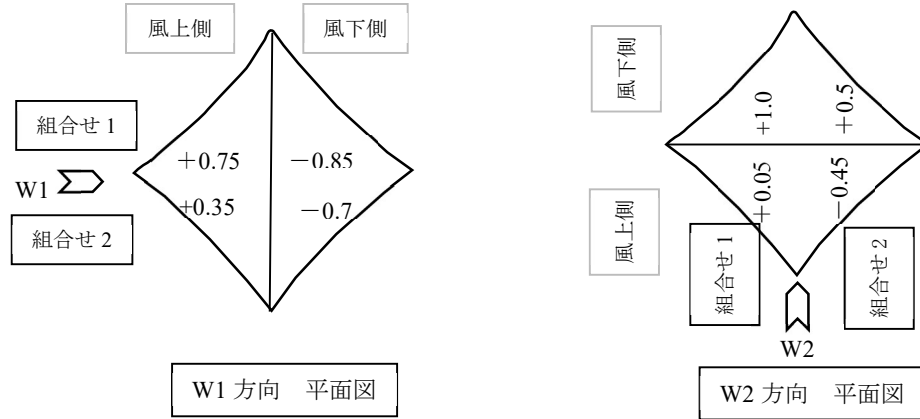 風上側 風下側
組合せ 1
+0.75 −0.85
W1
+0.35 −0.7
組合せ 2
W1 方向 平面図
風下側
+1.0
+0.5
風上側
+0.05
−0.45
組合せ 1
組合せ 2
W2
W2 方向 平面図